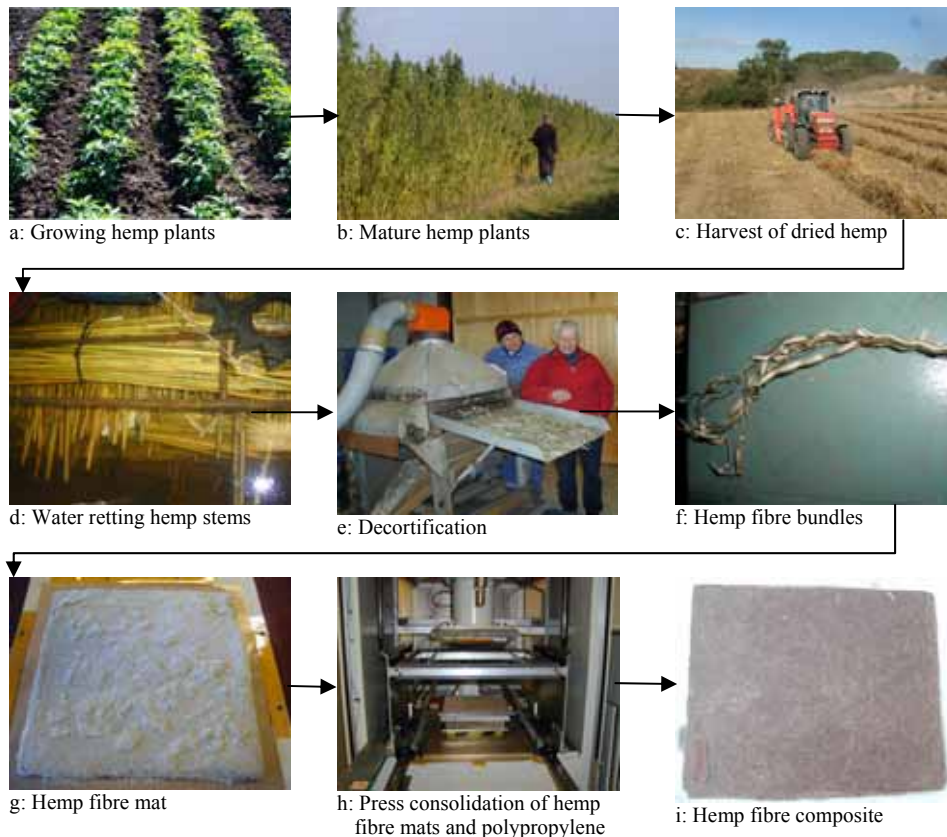 a: Growing hemp plants
b: Mature hemp plants
c: Harvest of dried hemp
d: Water retting hemp stems
e: Decortification
f: Hemp fibre bundles
g: Hemp fibre mat
h: Press consolidation of hemp
fibre mats and polypropylene
i: Hemp fibre composite